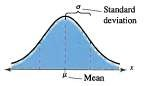 σ Standard
deviation
x
μ Mean